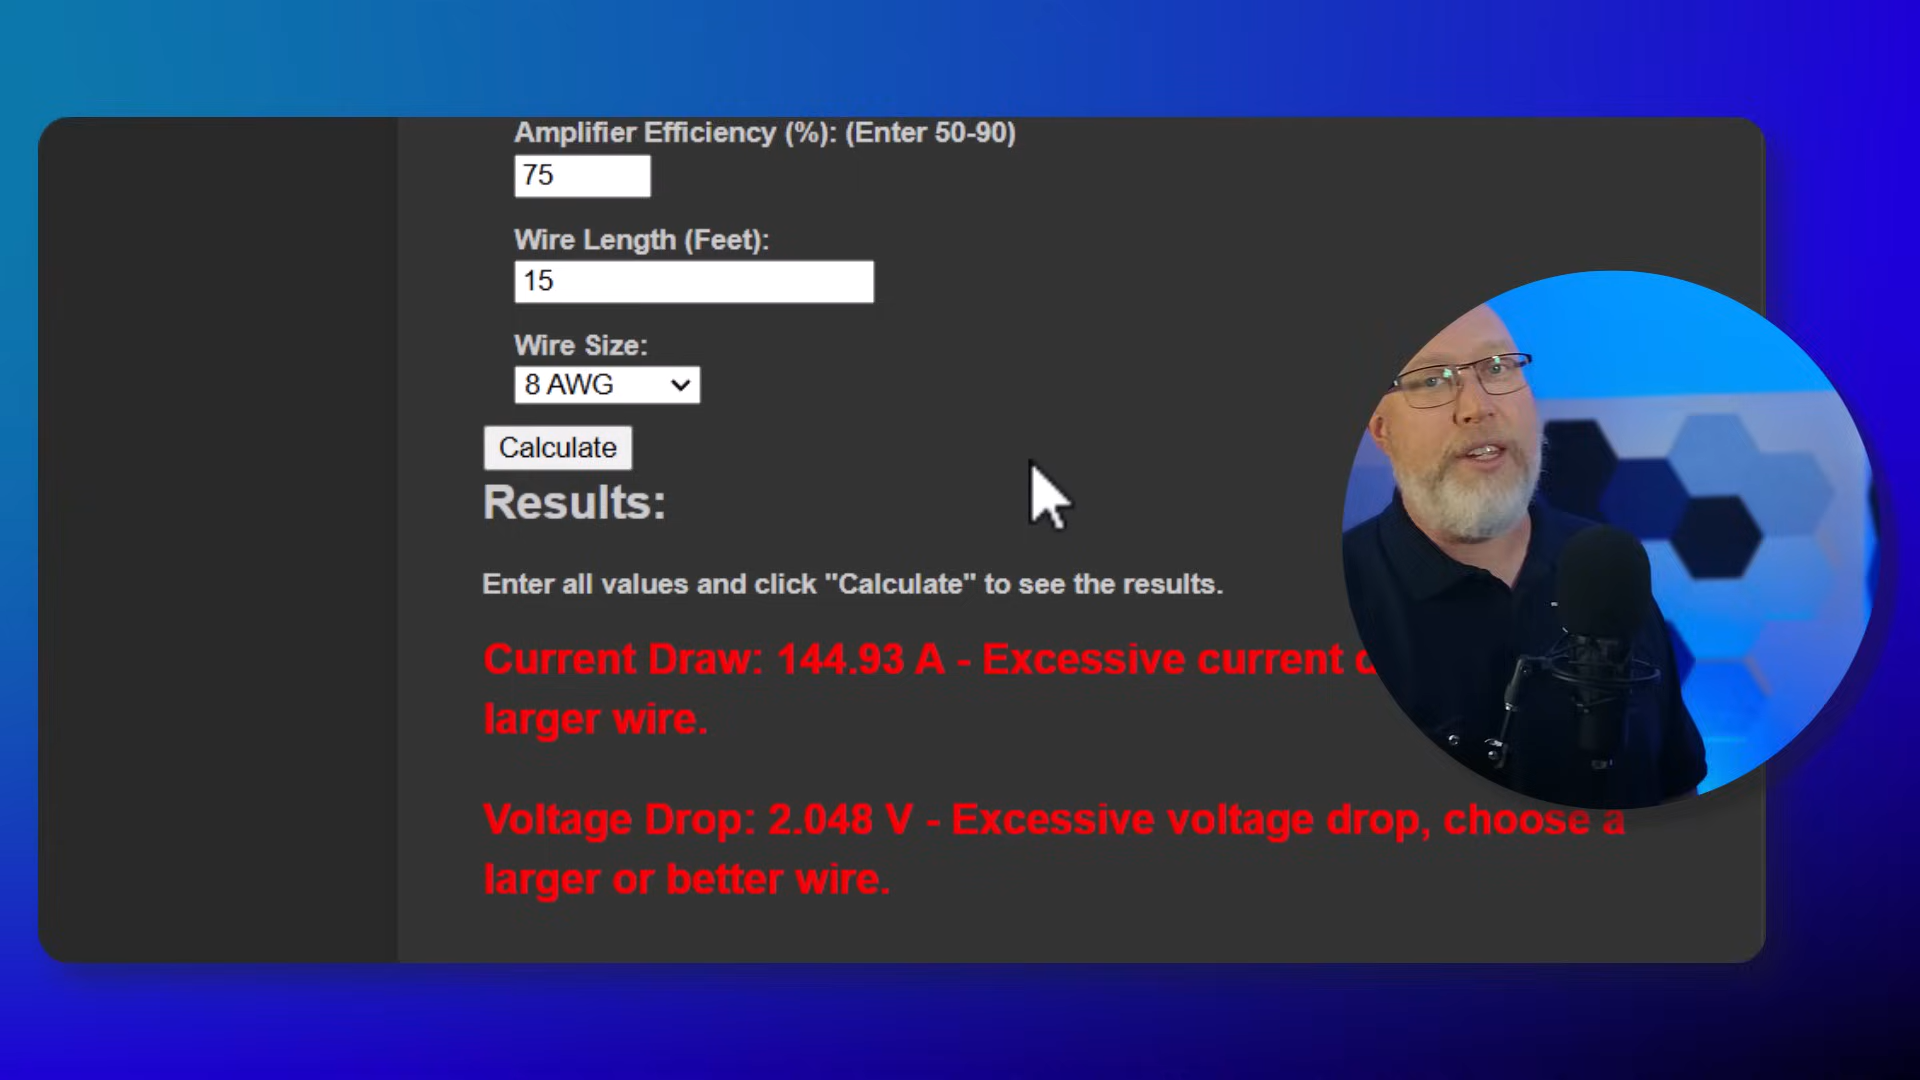 Amplifier Efficiency (%): (Enter 50-90)
75
Wire Length (Feet):
15
Wire Size:
8 AWG
Calculate
Results:
Enter all values and click "Calculate" to see the results.
Current Draw: 144.93 A - Excessive current
larger wire.
Voltage Drop: 2.048 V - Excessive voltage drop, choose a
larger or better wire.